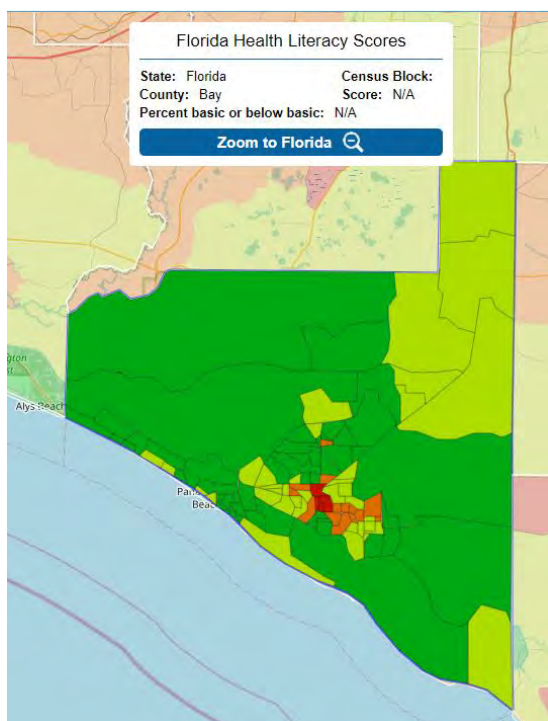 Florida Health Literacy Scores
State: Florida Census Block:
County: Bay Score: N/A
Percent basic or below basic: N/A
Zoom to Florida
Alys Beach
Beac